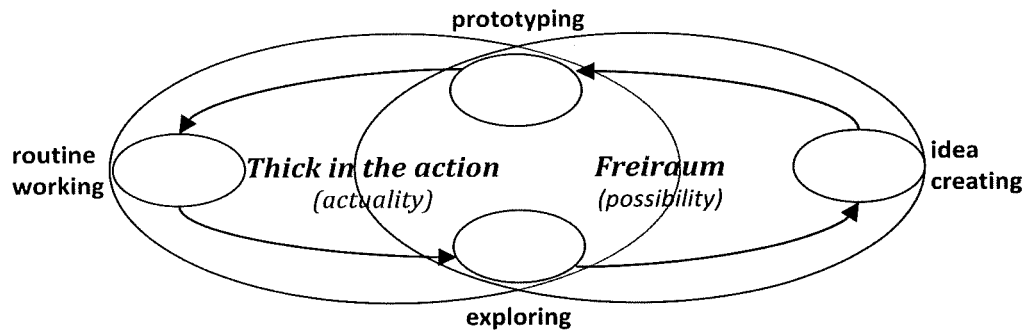 prototyping
routine
working
Thick in the action
(actuality)
Freiraum
(possibility)
idea
creating
exploring